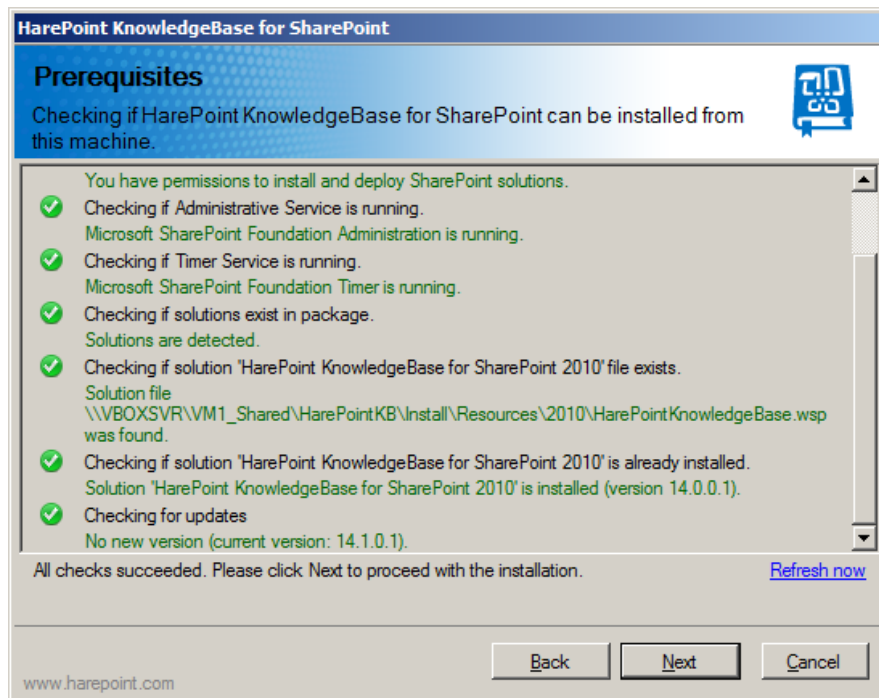 HarePoint KnowledgeBase for SharePoint
Prerequisites
Checking if HarePoint KnowledgeBase for SharePoint can be installed from
this machine.
You have permissions to install and deploy SharePoint solutions.
Checking if Administrative Service is running.
Microsoft SharePoint Foundation Administration is running.
Checking if Timer Service is running.
Microsoft SharePoint Foundation Timer is running.
Checking if solutions exist in package.
Solutions are detected.
Checking if solution 'HarePoint KnowledgeBase for SharePoint 2010' file exists.
Solution file
\\VBOXSVR\VM1_Shared\HarePointKB\Install\Resources\2010\HarePointKnowledgeBase.wsp
was found.
Checking if solution 'HarePoint KnowledgeBase for SharePoint 2010' is already installed.
Solution 'HarePoint KnowledgeBase for SharePoint 2010' is installed (version 14.0.0.1).
Checking for updates
No new version (current version: 14.1.0.1).
All checks succeeded. Please click Next to proceed with the installation.
Refresh now
Back
Next
Cancel
www.harepoint.com